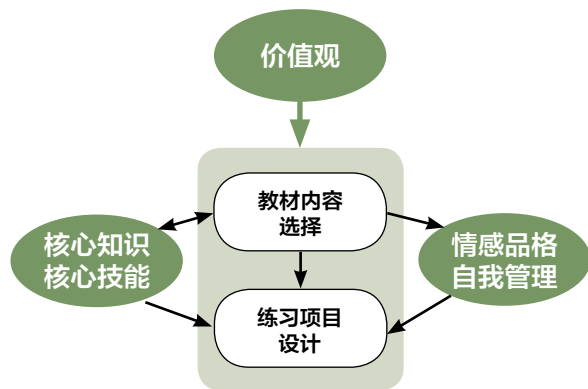 价值观
教材内容
选择
核心知识
核心技能
情感品格
自我管理
练习项目
设计